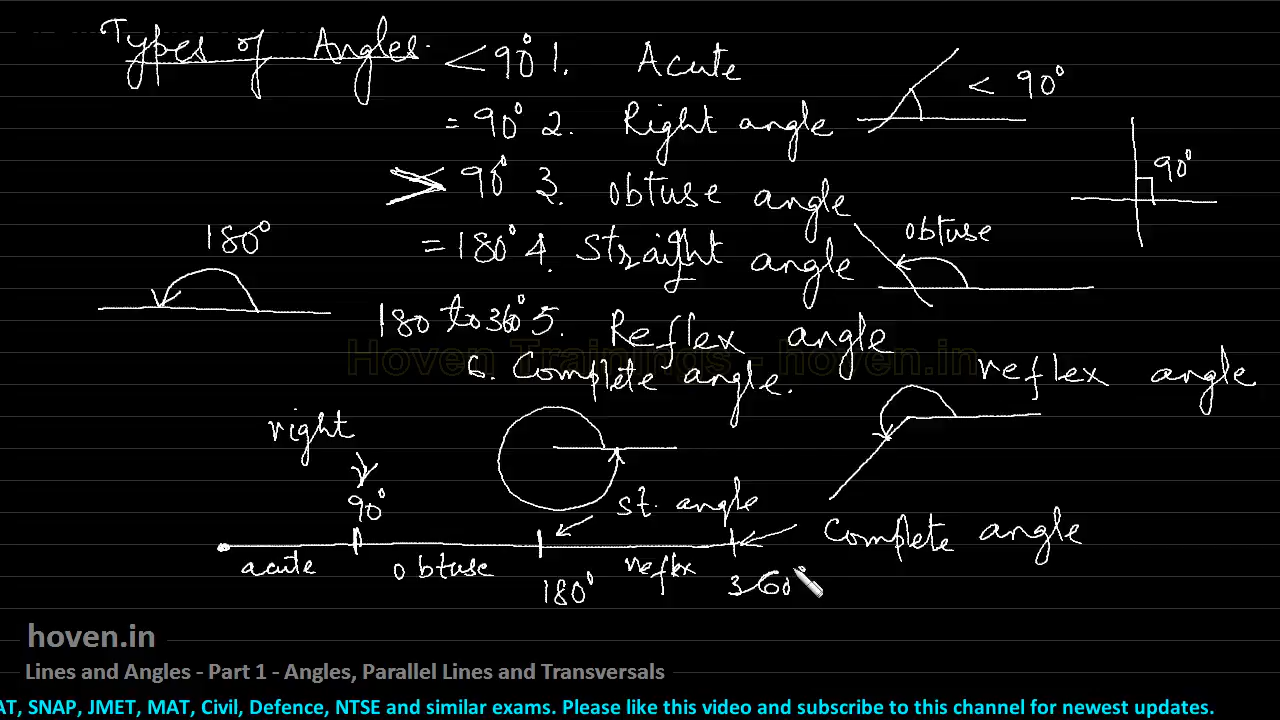 Types of Angles.
< 90° 1. Acute
< 90°
= 90° 2. Right angle
90°
> 90° 3. obtuse angle
obtuse
180°
= 180° 4. Straight angle
180 to 360° 5. Reflex angle
Hoven Trainings - hoven.in
6. Complete angle.
reflex angle
right
90°
st. angle
Complete angle
acute
obtuse
180°
reflex
360°
hoven.in
Lines and Angles - Part 1 - Angles, Parallel Lines and Transversals
AT, SNAP, JMET, MAT, Civil, Defence, NTSE and similar exams. Please like this video and subscribe to this channel for newest updates.